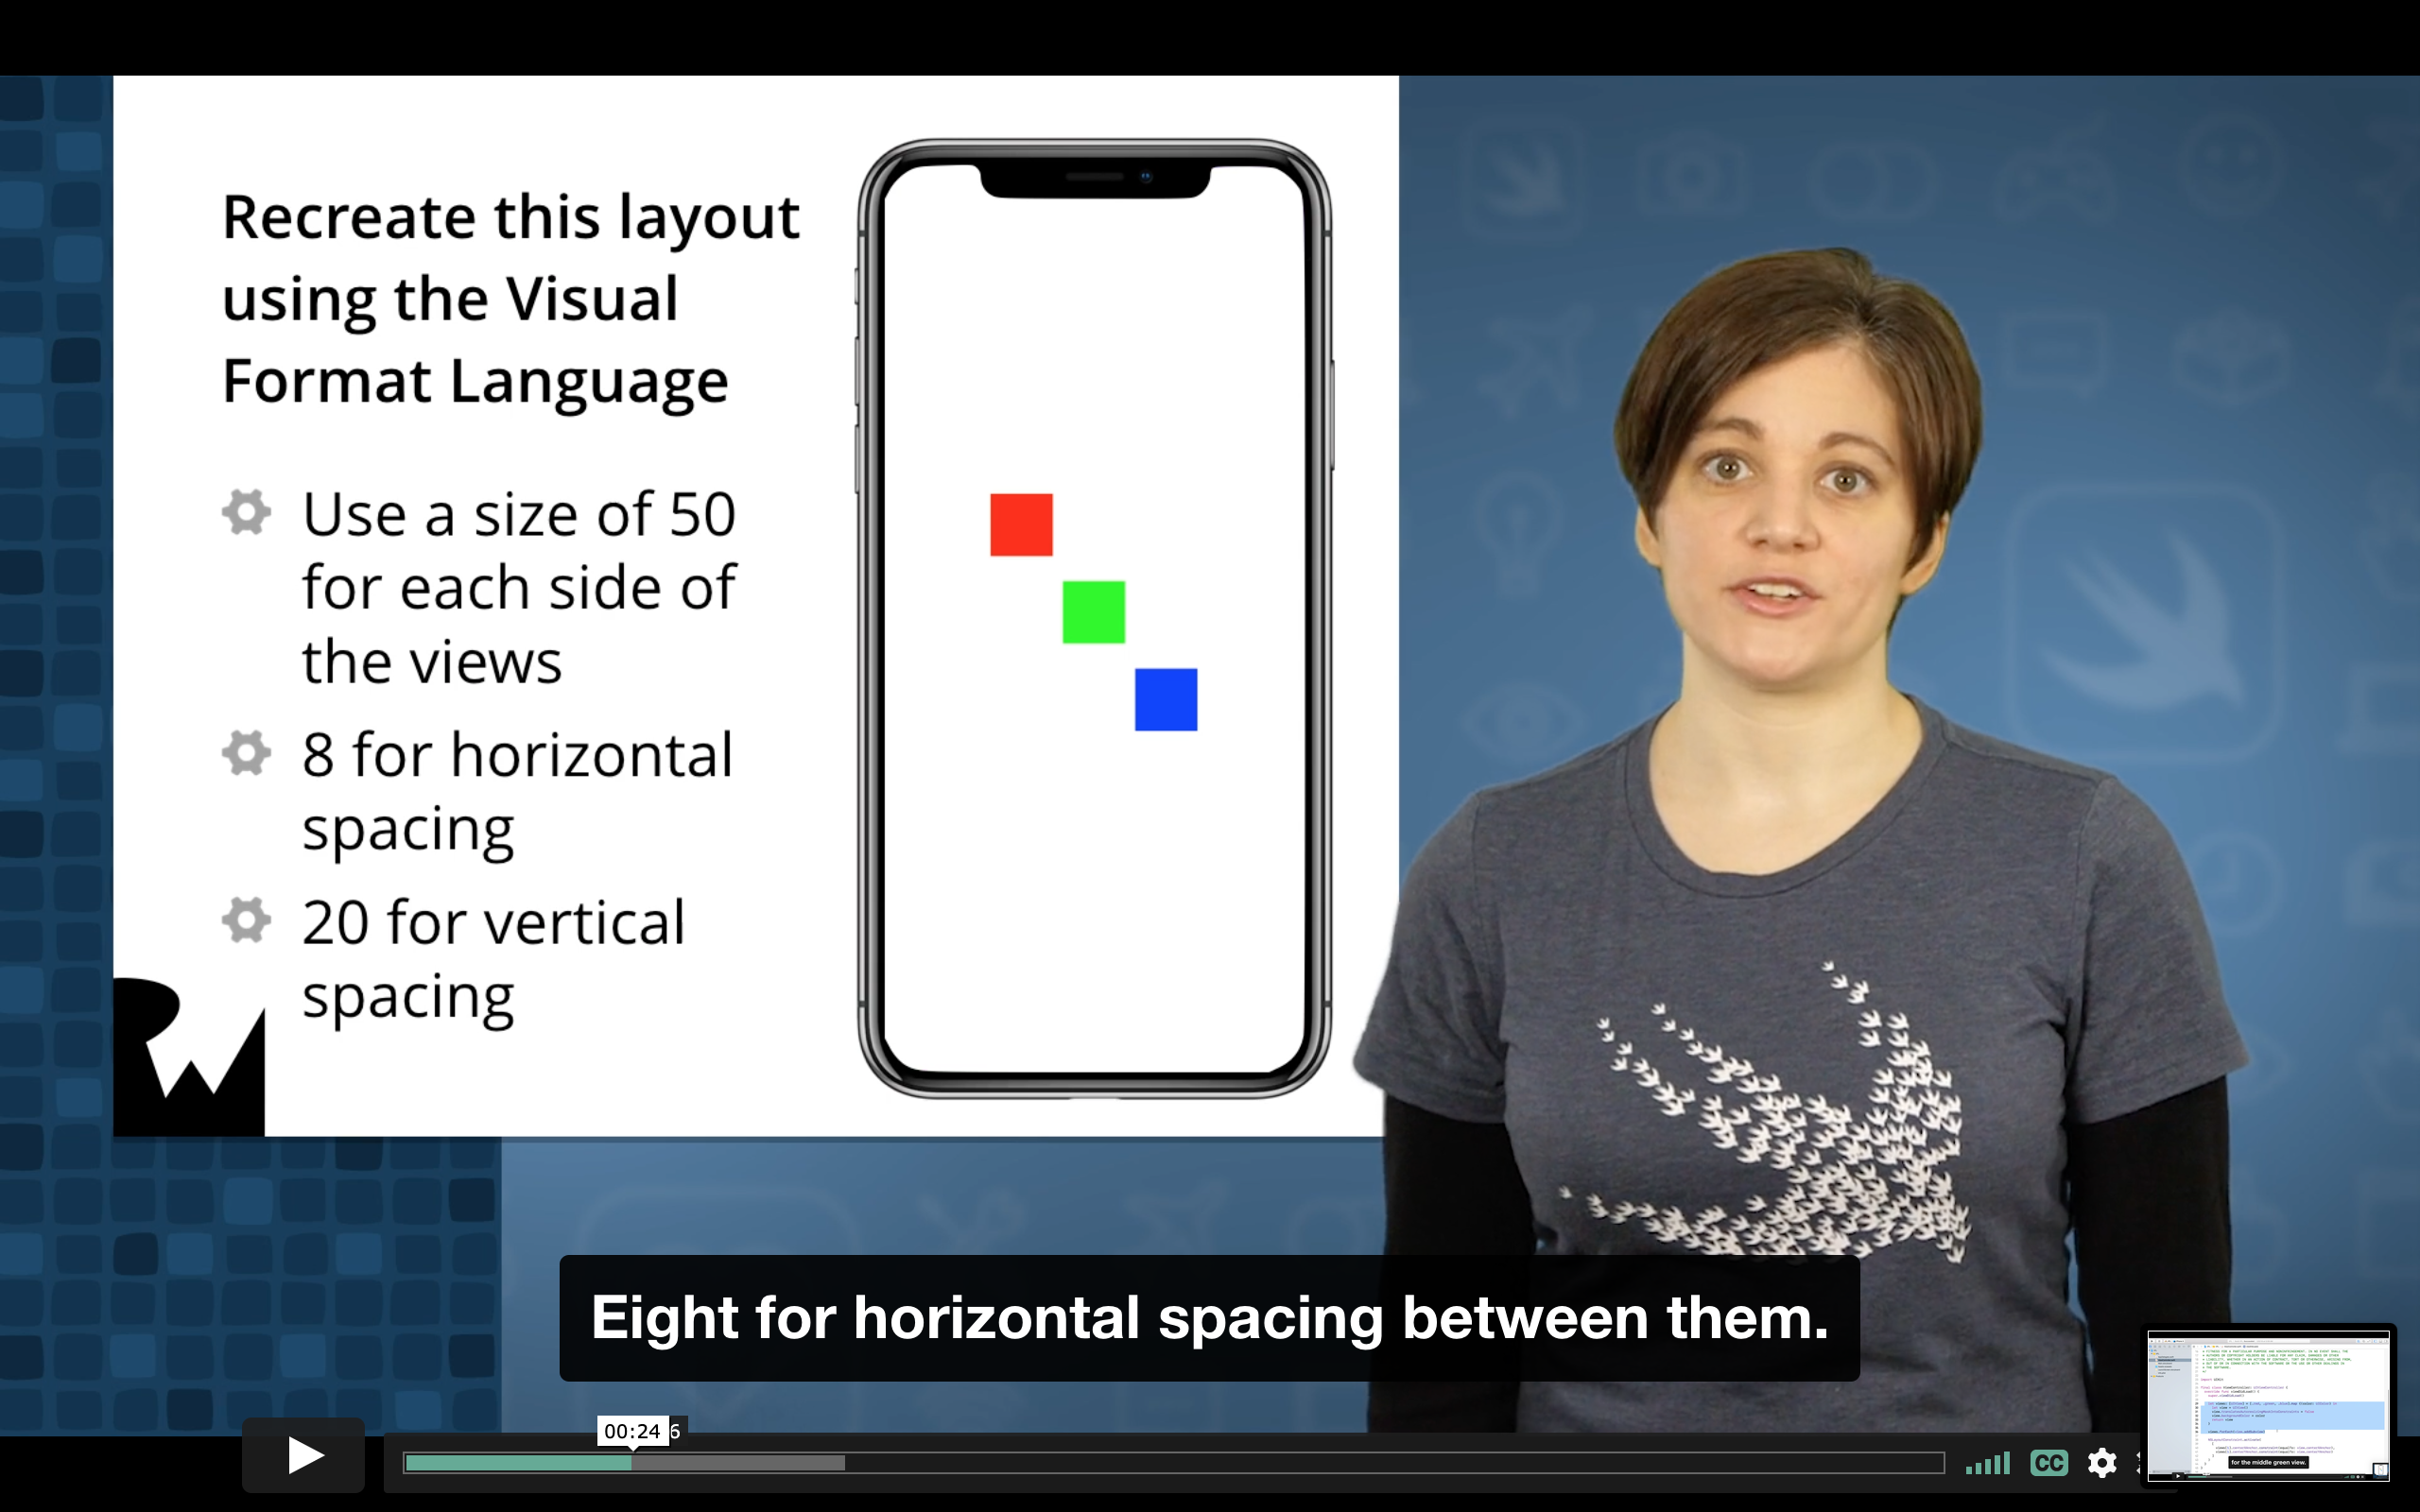 Recreate this layout
using the Visual
Format Language
Use a size of 50
for each side of
the views
8 for horizontal
spacing
20 for vertical
spacing
Eight for horizontal spacing between them.
00:24
6
CC
for the middle green view.